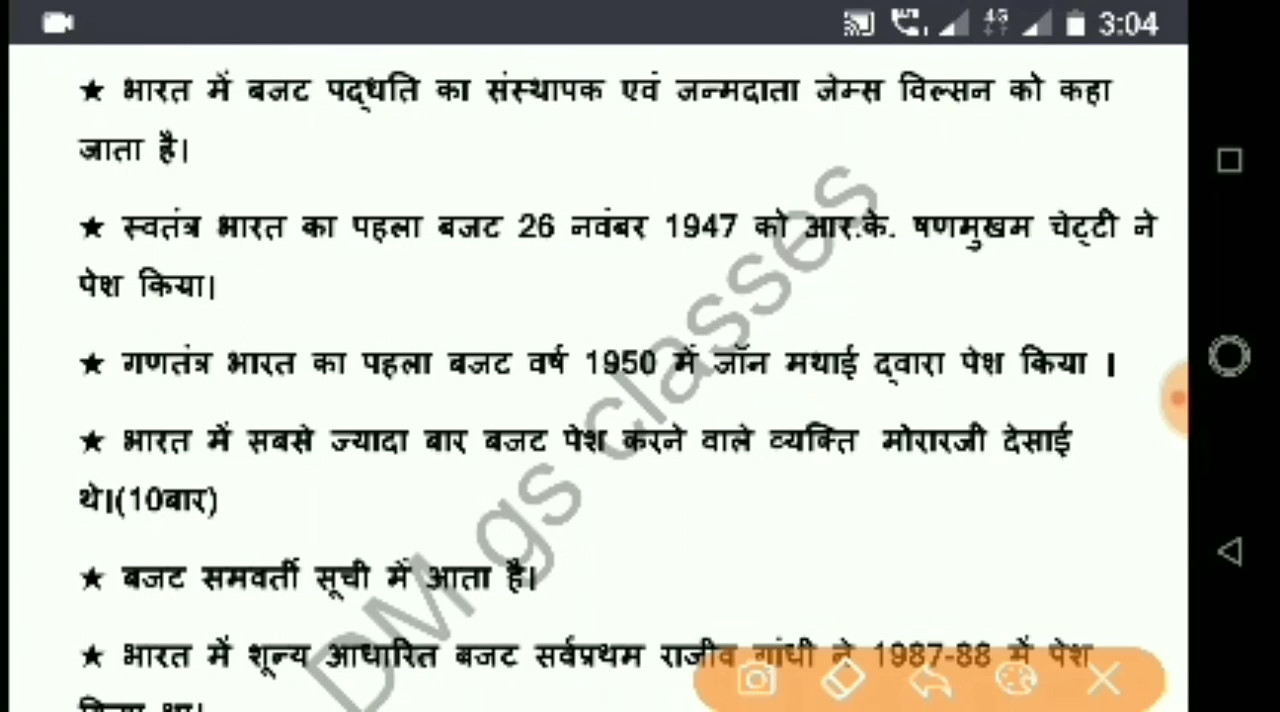 3:04
★ भारत में बजट पद्धति का संस्थापक एवं जन्मदाता जेम्स विल्सन को कहा
जाता है।
★ स्वतंत्र भारत का पहला बजट 26 नवंबर 1947 को आर.के. षणमुखम चेट्टी ने
पेश किया।
★ गणतंत्र भारत का पहला बजट वर्ष 1950 में जॉन मथाई द्वारा पेश किया ।
★ भारत में सबसे ज्यादा बार बजट पेश करने वाले व्यक्ति मोरारजी देसाई
थे।(10बार)
★ बजट समवर्ती सूची में आता है।
★ भारत में शून्य आधारित बजट सर्वप्रथम राजीव गांधी ने 1987-88 में पेश
DM gs classes